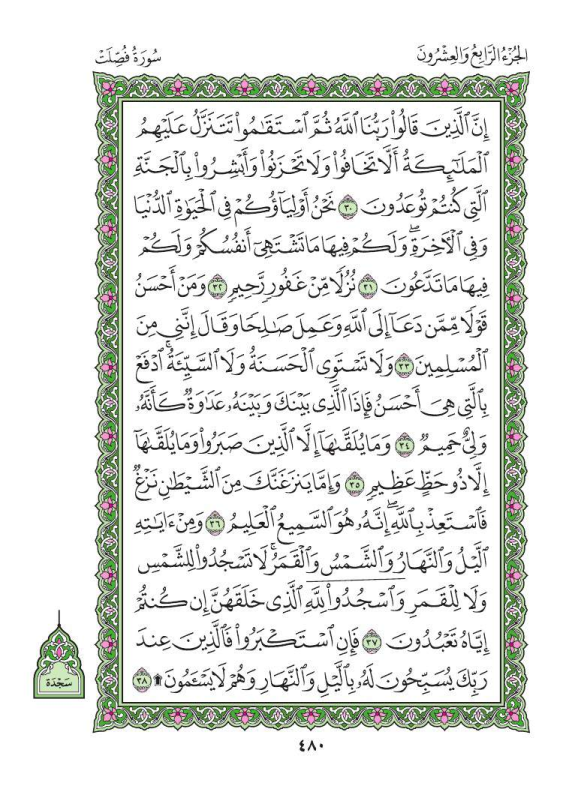 الجُزْءُ الرَّابِعُ وَالعِشْرُونَ
سُورَةُ فُصِّلَتْ
إِنَّ ٱلَّذِينَ قَالُواْ رَبُّنَا ٱللَّهُ ثُمَّ ٱسۡتَقَٰمُواْ تَتَنَزَّلُ عَلَيۡهِمُ
ٱلۡمَلَٰٓئِكَةُ أَلَّا تَخَافُواْ وَلَا تَحۡزَنُواْ وَأَبۡشِرُواْ بِٱلۡجَنَّةِ
ٱلَّتِي كُنتُمۡ تُوعَدُونَ ٣٠ نَحۡنُ أَوۡلِيَآؤُكُمۡ فِي ٱلۡحَيَوٰةِ ٱلدُّنۡيَا
وَفِي ٱلۡأٓخِرَةِۖ وَلَكُمۡ فِيهَا مَا تَشۡتَهِيٓ أَنفُسُكُمۡ وَلَكُمۡ
فِيهَا مَا تَدَّعُونَ ٣١ نُزُلٗا مِّنۡ غَفُورٖ رَّحِيمٖ ٣٢ وَمَنۡ أَحۡسَنُ
قَوۡلٗا مِّمَّن دَعَآ إِلَى ٱللَّهِ وَعَمِلَ صَٰلِحٗا وَقَالَ إِنَّنِي مِنَ
ٱلۡمُسۡلِمِينَ ٣٣ وَلَا تَسۡتَوِي ٱلۡحَسَنَةُ وَلَا ٱلسَّيِّئَةُۚ ٱدۡفَعۡ
بِٱلَّتِي هِيَ أَحۡسَنُ فَإِذَا ٱلَّذِي بَيۡنَكَ وَبَيۡنَهُۥ عَدَٰوَةٞ كَأَنَّهُۥ
وَلِيٌّ حَمِيمٞ ٣٤ وَمَا يُلَقَّىٰهَآ إِلَّا ٱلَّذِينَ صَبَرُواْ وَمَا يُلَقَّىٰهَآ
إِلَّا ذُو حَظٍّ عَظِيمٖ ٣٥ وَإِمَّا يَنزَغَنَّكَ مِنَ ٱلشَّيۡطَٰنِ نَزۡغٞ
فَٱسۡتَعِذۡ بِٱللَّهِۖ إِنَّهُۥ هُوَ ٱلسَّمِيعُ ٱلۡعَلِيمُ ٣٦ وَمِنۡ ءَايَٰتِهِ
ٱلَّيۡلُ وَٱلنَّهَارُ وَٱلشَّمۡسُ وَٱلۡقَمَرُۚ لَا تَسۡجُدُواْ لِلشَّمۡسِ
وَلَا لِلۡقَمَرِ وَٱسۡجُدُواْۤ لِلَّهِۤ ٱلَّذِي خَلَقَهُنَّ إِن كُنتُمۡ
إِيَّاهُ تَعۡبُدُونَ ٣٧ فَإِنِ ٱسۡتَكۡبَرُواْ فَٱلَّذِينَ عِندَ
رَبِّكَ يُسَبِّحُونَ لَهُۥ بِٱلَّيۡلِ وَٱلنَّهَارِ وَهُمۡ لَا يَسۡـَٔمُونَ۩ ٣٨
سَجْدَة
٤٨٠